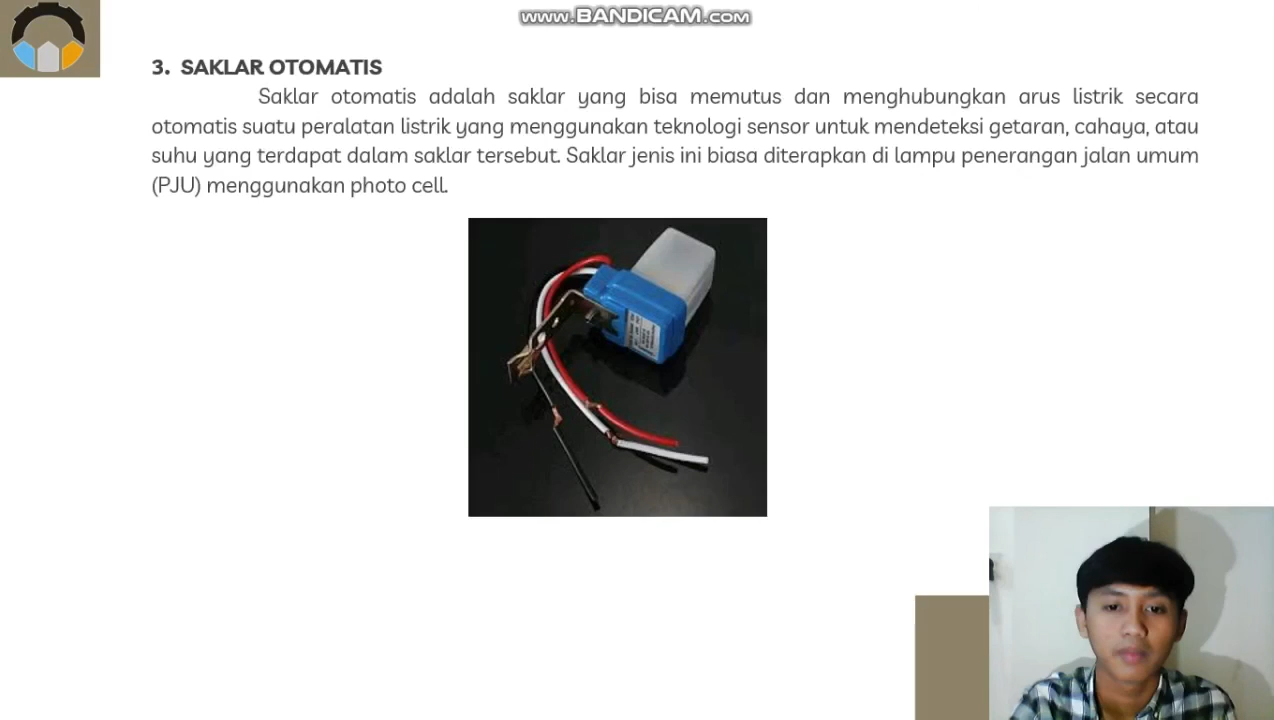 www.BANDICAM.com
3. SAKLAR OTOMATIS
Saklar otomatis adalah saklar yang bisa memutus dan menghubungkan arus listrik secara
otomatis suatu peralatan listrik yang menggunakan teknologi sensor untuk mendeteksi getaran, cahaya, atau
suhu yang terdapat dalam saklar tersebut. Saklar jenis ini biasa diterapkan di lampu penerangan jalan umum
(PJU) menggunakan photo cell.